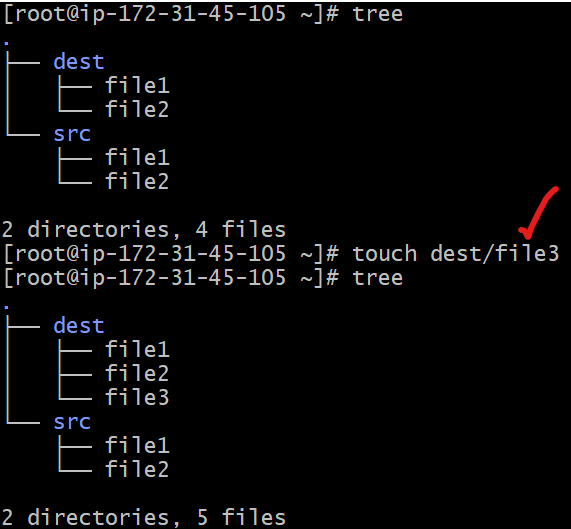 [root@ip-172-31-45-105 ~]# tree
.
├── dest
│   ├── file1
│   └── file2
└── src
    ├── file1
    └── file2

2 directories, 4 files
[root@ip-172-31-45-105 ~]# touch dest/file3
[root@ip-172-31-45-105 ~]# tree
.
├── dest
│   ├── file1
│   ├── file2
│   └── file3
└── src
    ├── file1
    └── file2

2 directories, 5 files